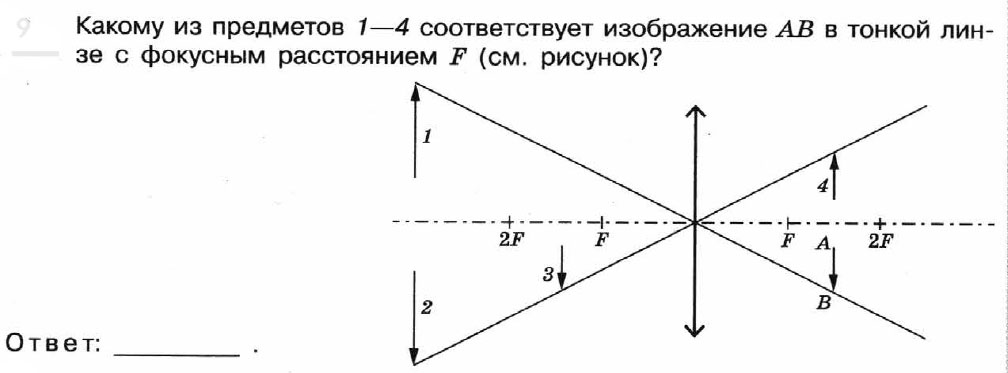 9
Какому из предметов 1—4 соответствует изображение AB в тонкой лин-
зе с фокусным расстоянием F (см. рисунок)?
1
4
2F F F A 2F
3
2 B
Ответ: ________ .